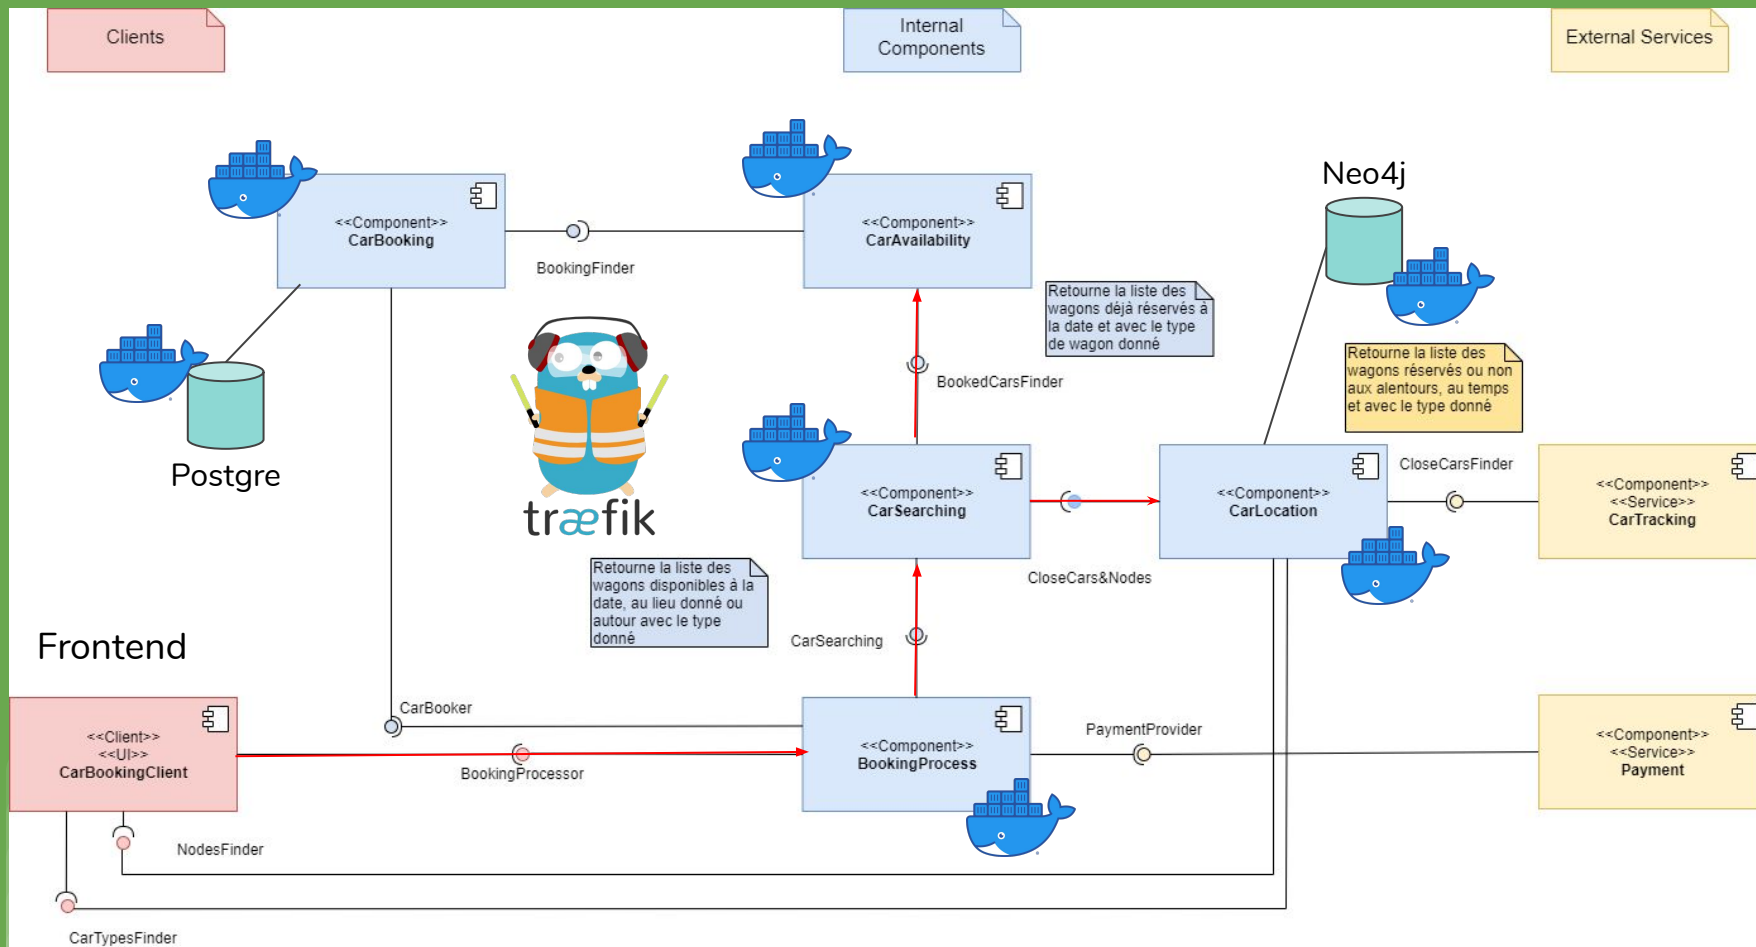 Clients
Internal
Components
External Services
Neo4j
<<Component>>
CarBooking
BookingFinder
<<Component>>
CarAvailability
Retourne la liste des
wagons déjà réservés à
la date et avec le type
de wagon donné
BookedCarsFinder
Retourne la liste des
wagons réservés ou non
aux alentours, au temps
et avec le type donné
Postgre
træfik
<<Component>>
CarSearching
<<Component>>
CarLocation
CloseCarsFinder
<<Component>>
<<Service>>
CarTracking
CloseCars&Nodes
Retourne la liste des
wagons disponibles à la
date, au lieu donné ou
autour avec le type
donné
CarSearching
Frontend
CarBooker
<<Client>>
<<UI>>
CarBookingClient
BookingProcessor
<<Component>>
BookingProcess
PaymentProvider
<<Component>>
<<Service>>
Payment
NodesFinder
CarTypesFinder